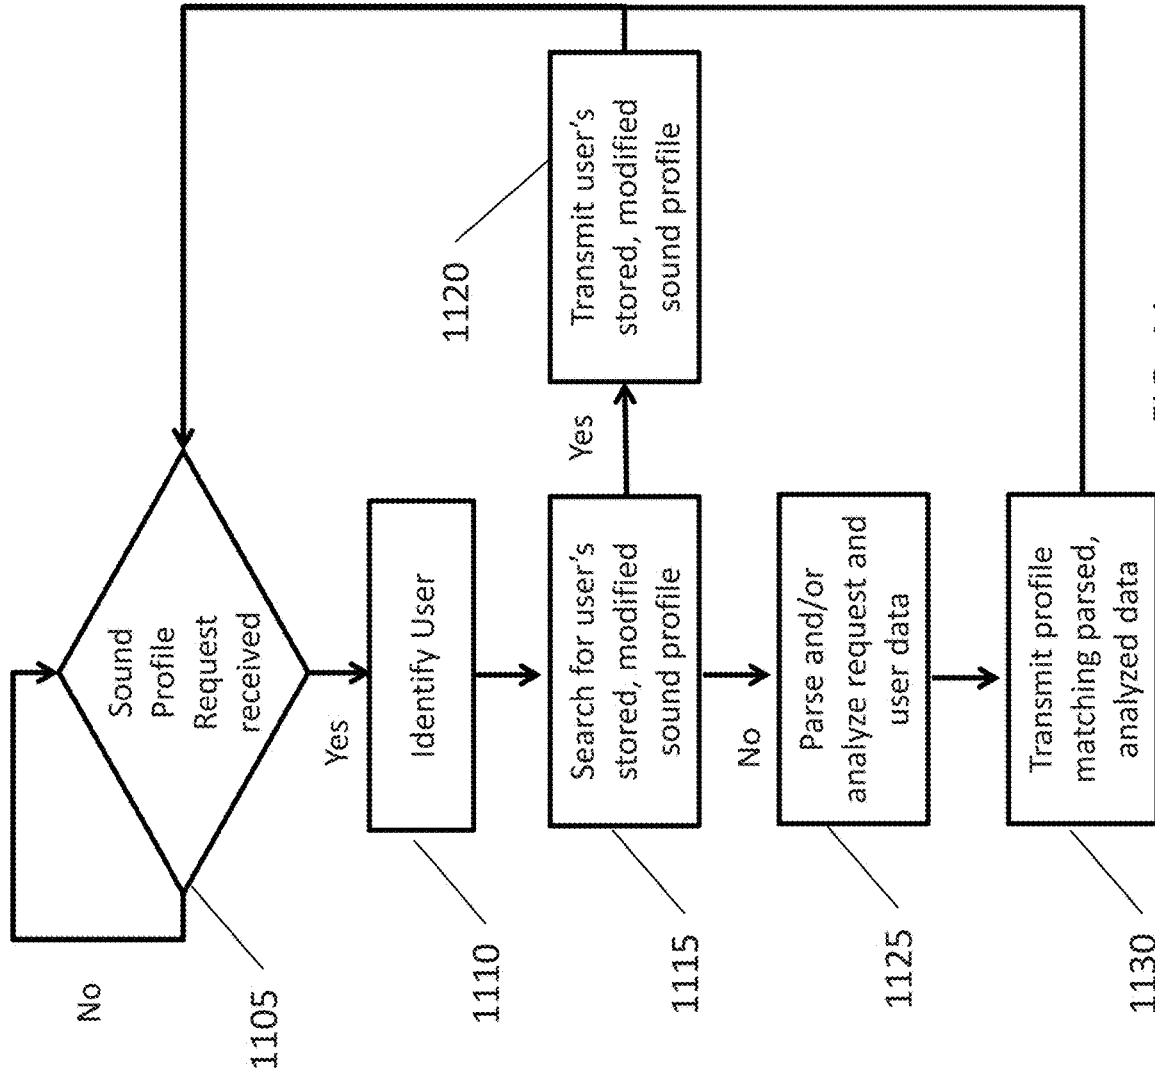 No
1105
Sound
Profile
Request
received
Yes
1110
Identify User
1115
Search for user's
stored, modified
sound profile
Yes
1120
Transmit user's
stored, modified
sound profile
No
1125
Parse and/or
analyze request and
user data
1130
Transmit profile
matching parsed,
analyzed data